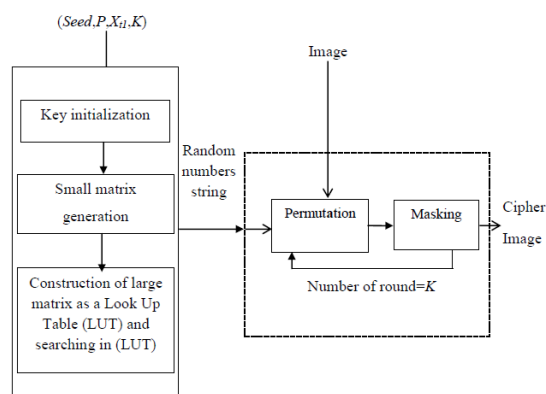 (Seed,P,Xt1,K)
Key initialization
Small matrix
generation
Construction of large
matrix as a Look Up
Table (LUT) and
searching in (LUT)
Random
numbers
string
Image
Permutation
Masking
Number of round=K
Cipher
Image